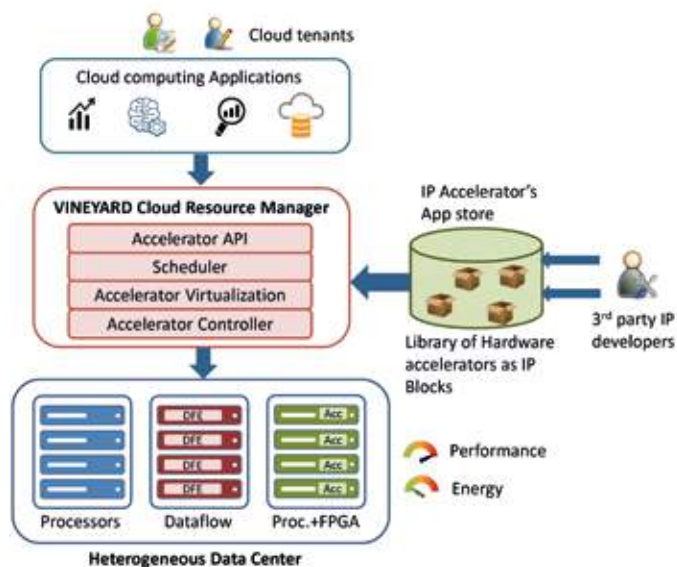 Cloud tenants
Cloud computing Applications
VINEYARD Cloud Resource Manager
Accelerator API
Scheduler
Accelerator Virtualization
Accelerator Controller
IP Accelerator's
App store
Library of Hardware
accelerators as IP
Blocks
3rd party IP
developers
DFE
DFE
DFE
DFE
Acc
Acc
Acc
Acc
Processors
Dataflow
Proc.+FPGA
Heterogeneous Data Center
Performance
Energy